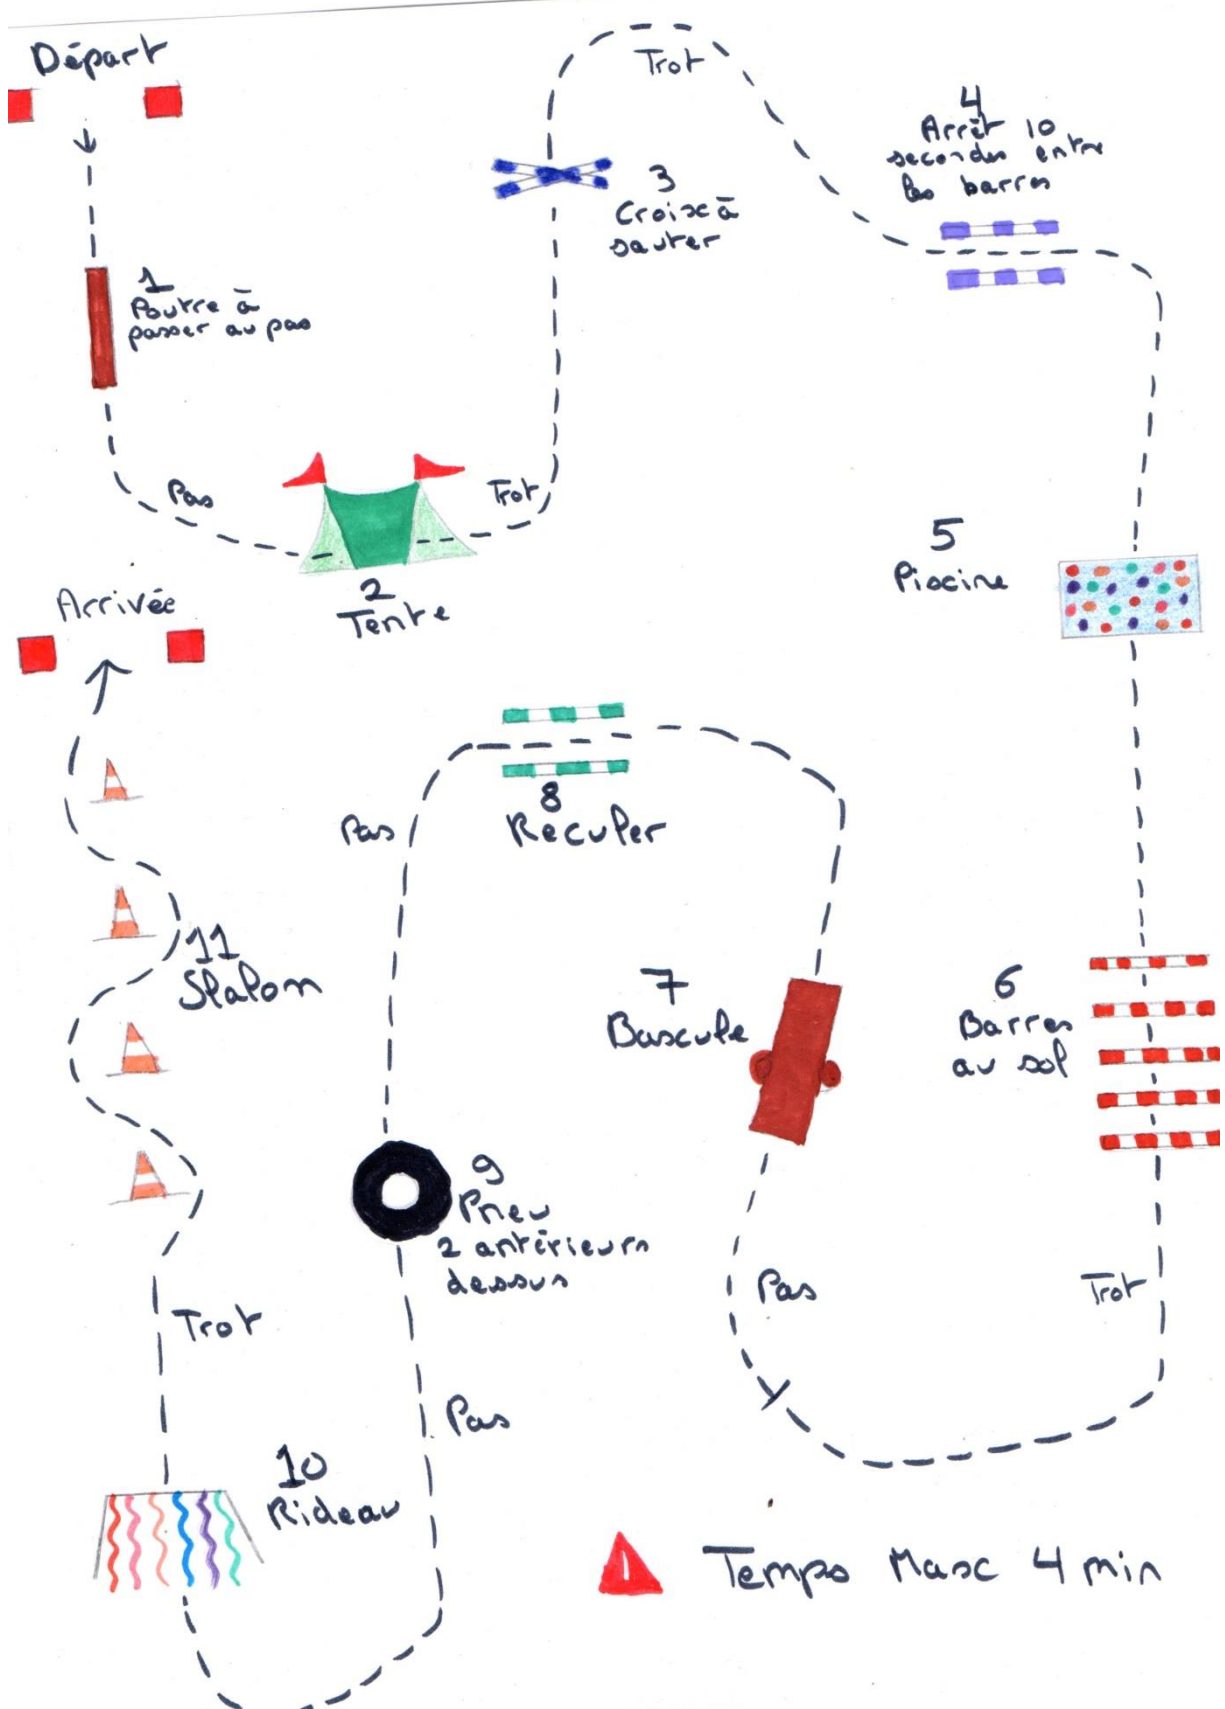 Départ
1
Poutre à
passer au pas
Pas
2
Tente
Trot
3
Croix à
sauter
Trot
4
Arrêt 10
secondes entre
les barres
5
Piscine
6
Barres
au sol
Trot
Pas
7
Bascule
8
Reculer
Pas
9
Pneu
2 antérieurs
dessus
Pas
10
Rideau
Trot
11
Slalom
Arrivée
Temps Max 4 min